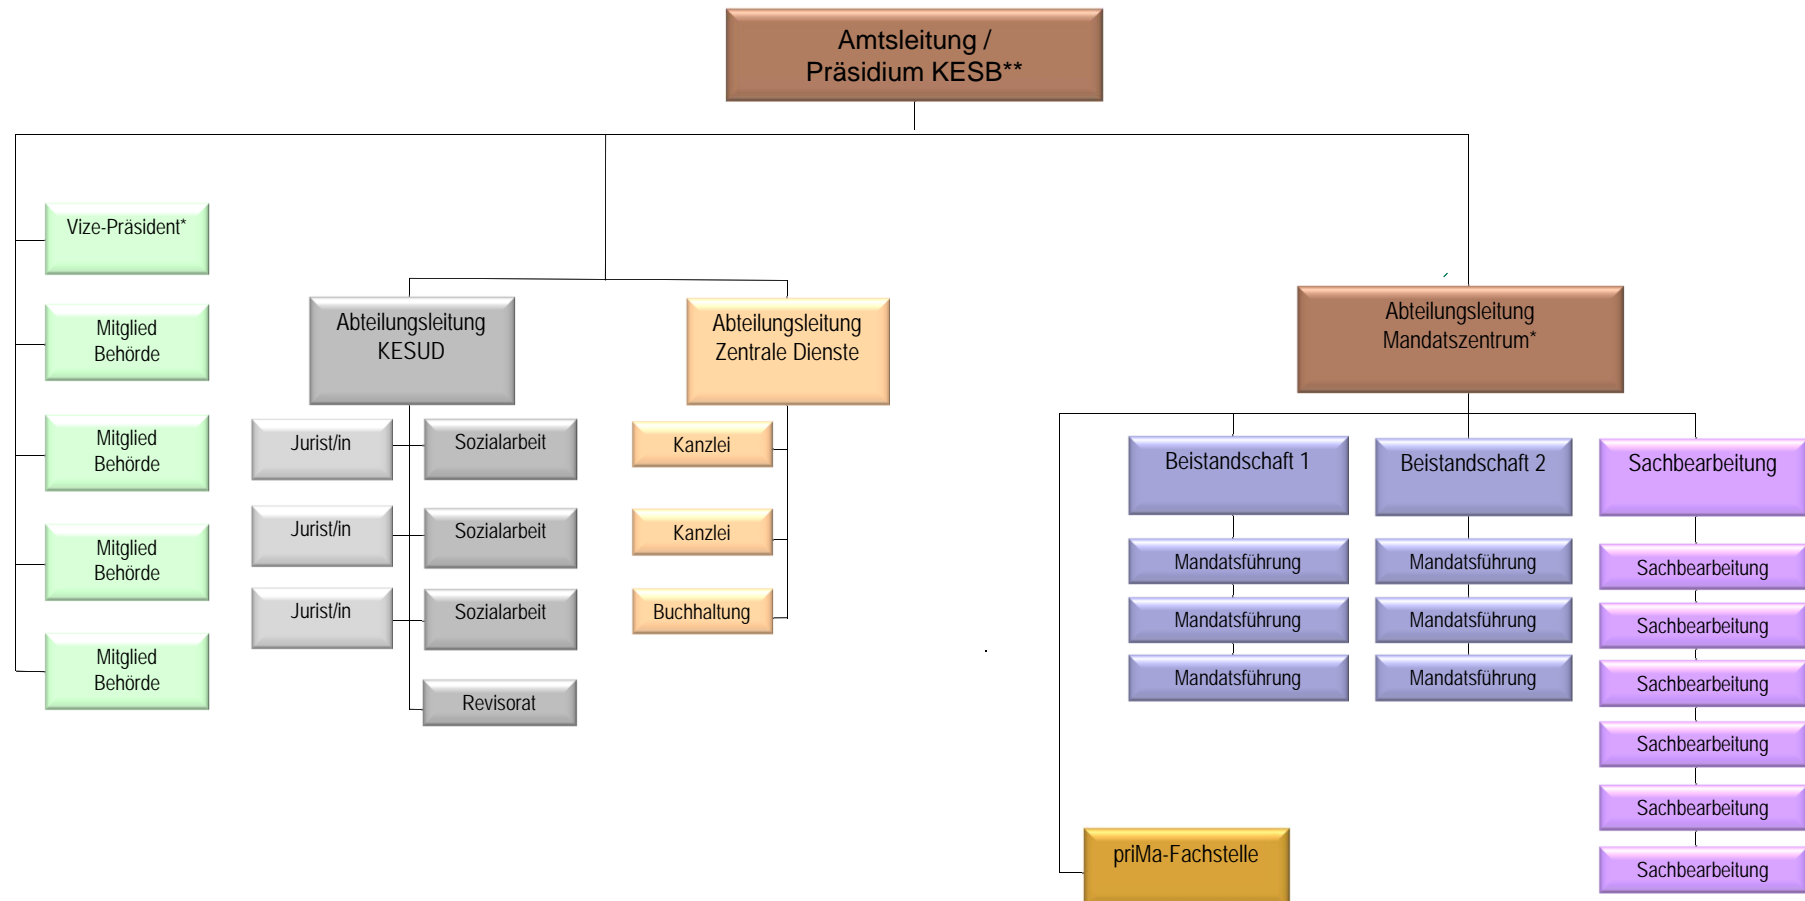 Amtsleitung /
Präsidium KESB**
Vize-Präsident*
Mitglied
Behörde
Mitglied
Behörde
Mitglied
Behörde
Mitglied
Behörde
Abteilungsleitung
KESUD
Jurist/in
Sozialarbeit
Jurist/in
Sozialarbeit
Jurist/in
Sozialarbeit
Revisorat
Abteilungsleitung
Zentrale Dienste
Kanzlei
Kanzlei
Buchhaltung
Abteilungsleitung
Mandatszentrum*
Beistandschaft 1
Mandatsführung
Mandatsführung
Mandatsführung
Beistandschaft 2
Mandatsführung
Mandatsführung
Mandatsführung
Sachbearbeitung
Sachbearbeitung
Sachbearbeitung
Sachbearbeitung
Sachbearbeitung
Sachbearbeitung
Sachbearbeitung
priMa-Fachstelle